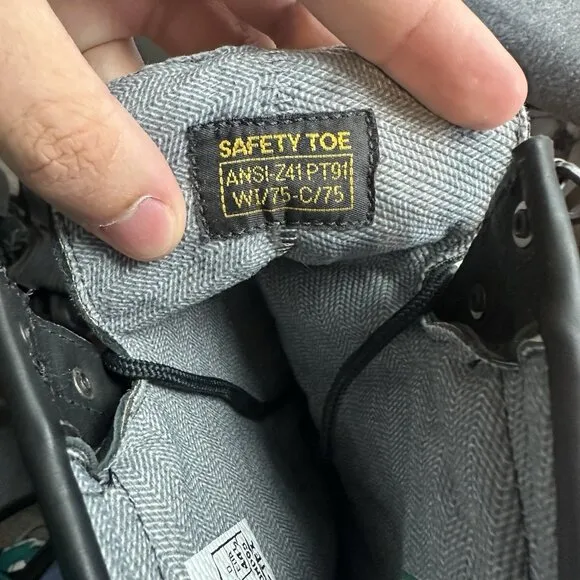 SAFETY TOE
ANSI-Z41 PT91
WI/75-C/75